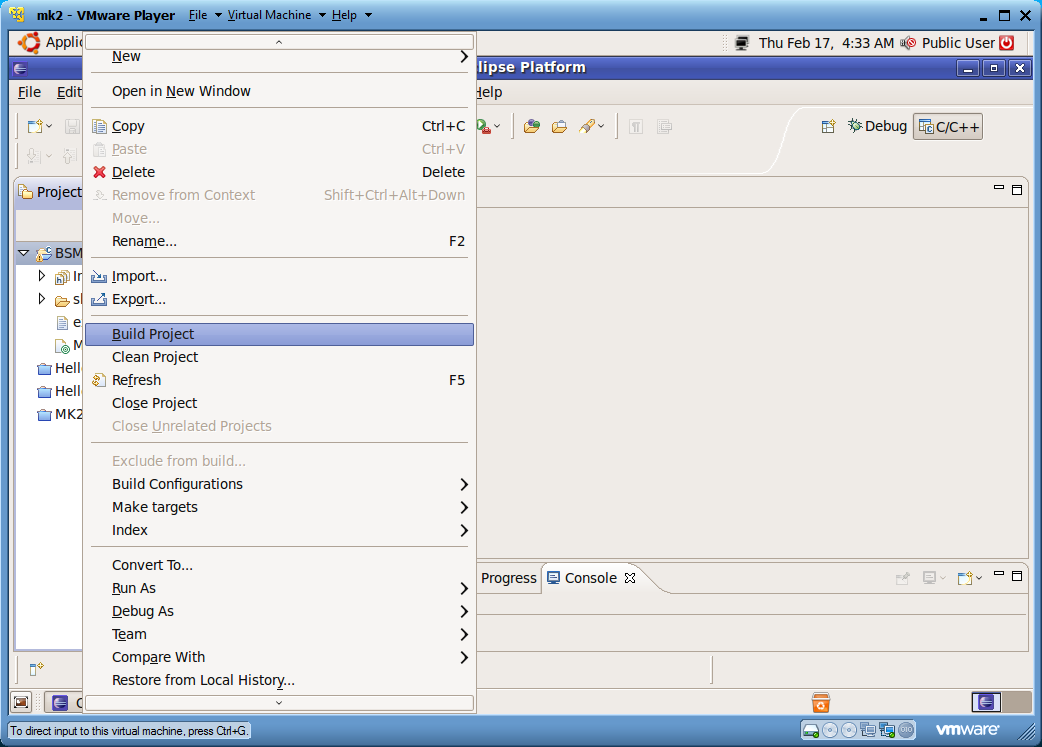 mk2 - VMware Player File Virtual Machine Help
Applic Thu Feb 17, 4:33 AM Public User
lipse Platform
File Edit Help
New
Open in New Window
Copy Ctrl+C
Debug C/C++
Paste Ctrl+V
Delete Delete
Project
Remove from Context Shift+Ctrl+Alt+Down
Move...
Rename... F2
BSM
Import...
In
Export...
Build Project
Clean Project
Refresh F5
Hell
Close Project
Hell
Close Unrelated Projects
MK2
Exclude from build...
Build Configurations
Make targets
Index
Convert To...
Progress Console
Run As
Debug As
Team
Compare With
Restore from Local History...
To direct input to this virtual machine, press Ctrl+G.
vmware